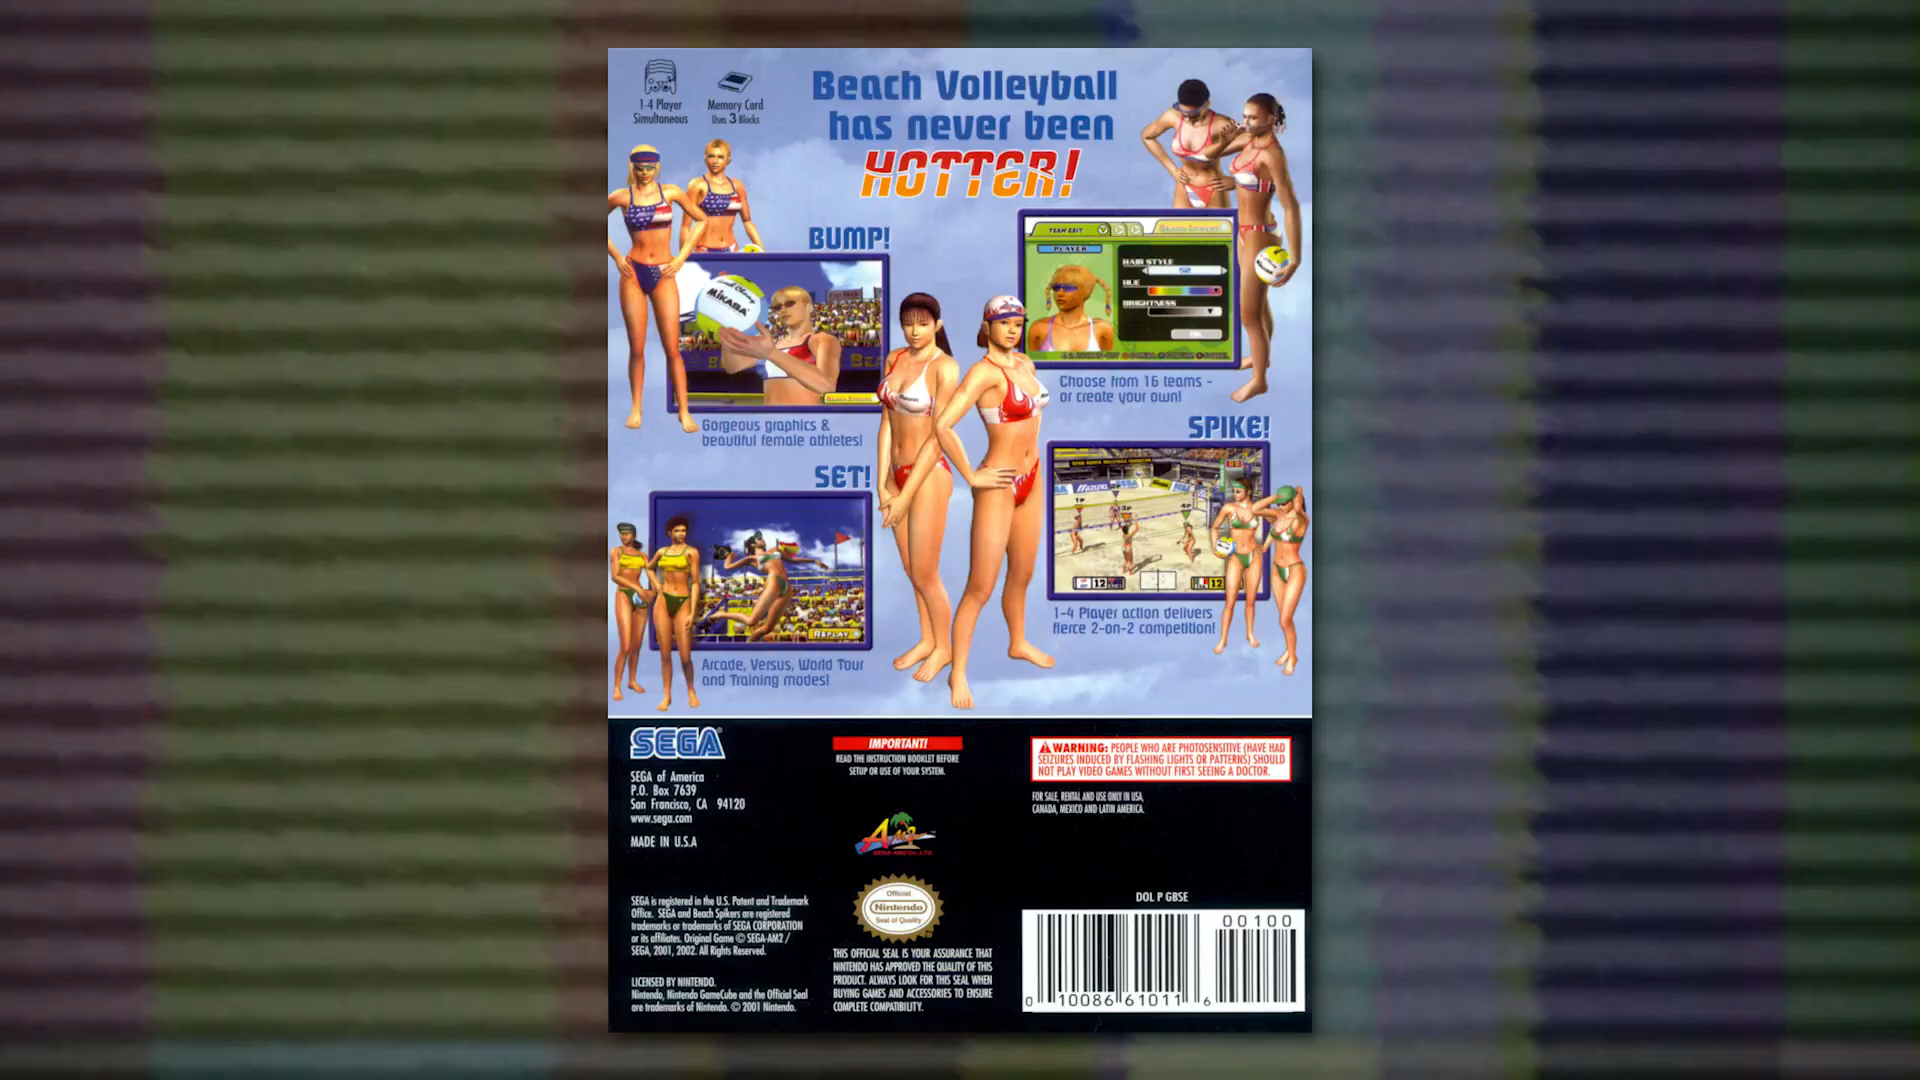 1-4 Player
Simultaneous
Memory Card
Uses 3 Blocks
Beach Volleyball
has never been
HOTTER!
BUMP!
MIKASA
Gorgeous graphics &
beautiful female athletes!
TEAM EDIT
PLAYER
HAIR STYLE
HUE
BRIGHTNESS
Choose from 16 teams -
or create your own!
SET!
REPLAY
Arcade, Versus, World Tour
and Training modes!
SPIKE!
1P
3P
4P
12
12
1-4 Player action delivers
fierce 2-on-2 competition!
SEGA
SEGA of America
P.O. Box 7639
San Francisco, CA 94120
www.sega.com
MADE IN U.S.A
SEGA is registered in the U.S. Patent and Trademark
Office. SEGA and Beach Spikers are registered
trademarks or trademarks of SEGA CORPORATION
or its affiliates. Original Game © SEGA-AM2 /
SEGA, 2001, 2002. All Rights Reserved.
LICENSED BY NINTENDO.
Nintendo, Nintendo GameCube and the Official Seal
are trademarks of Nintendo. © 2001 Nintendo.
IMPORTANT!
READ THE INSTRUCTION BOOKLET BEFORE
SETUP OR USE OF YOUR SYSTEM.
AM2
Official
Nintendo
Seal of Quality
THIS OFFICIAL SEAL IS YOUR ASSURANCE THAT
NINTENDO HAS APPROVED THE QUALITY OF THIS
PRODUCT. ALWAYS LOOK FOR THIS SEAL WHEN
BUYING GAMES AND ACCESSORIES TO ENSURE
COMPLETE COMPATIBILITY.
WARNING: PEOPLE WHO ARE PHOTOSENSITIVE (HAVE HAD
SEIZURES INDUCED BY FLASHING LIGHTS OR PATTERNS) SHOULD
NOT PLAY VIDEO GAMES WITHOUT FIRST SEEING A DOCTOR.
FOR SALE, RENTAL AND USE ONLY IN USA,
CANADA, MEXICO AND LATIN AMERICA.
DOL P GBSE
00100
0 10086 61011 6